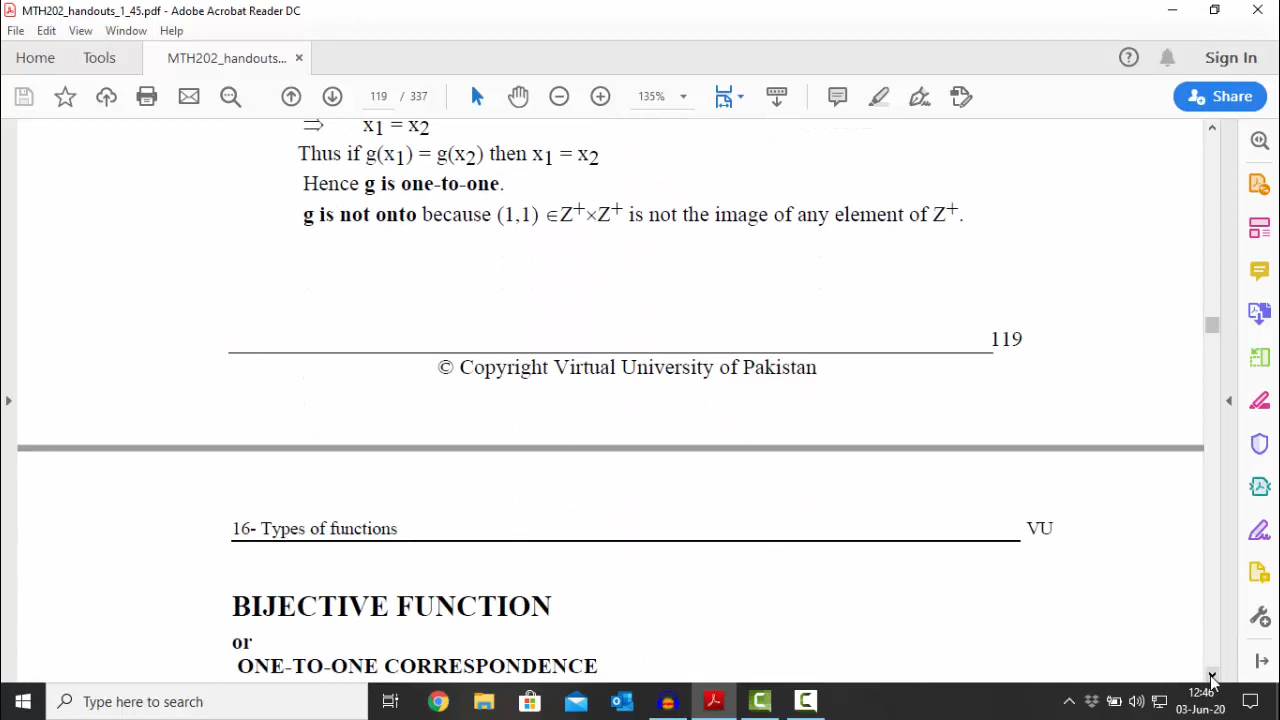 MTH202_handouts_1_45.pdf - Adobe Acrobat Reader DC
File Edit View Window Help
Home Tools MTH202_handouts... × Sign In
119 / 337 135% Share
⇒ x₁ = x₂
Thus if g(x₁) = g(x₂) then x₁ = x₂
Hence g is one-to-one.
g is not onto because (1,1) ∈Z⁺×Z⁺ is not the image of any element of Z⁺.
119
© Copyright Virtual University of Pakistan
16- Types of functions VU
BIJECTIVE FUNCTION
or
ONE-TO-ONE CORRESPONDENCE
Type here to search
12:46
03-Jun-20